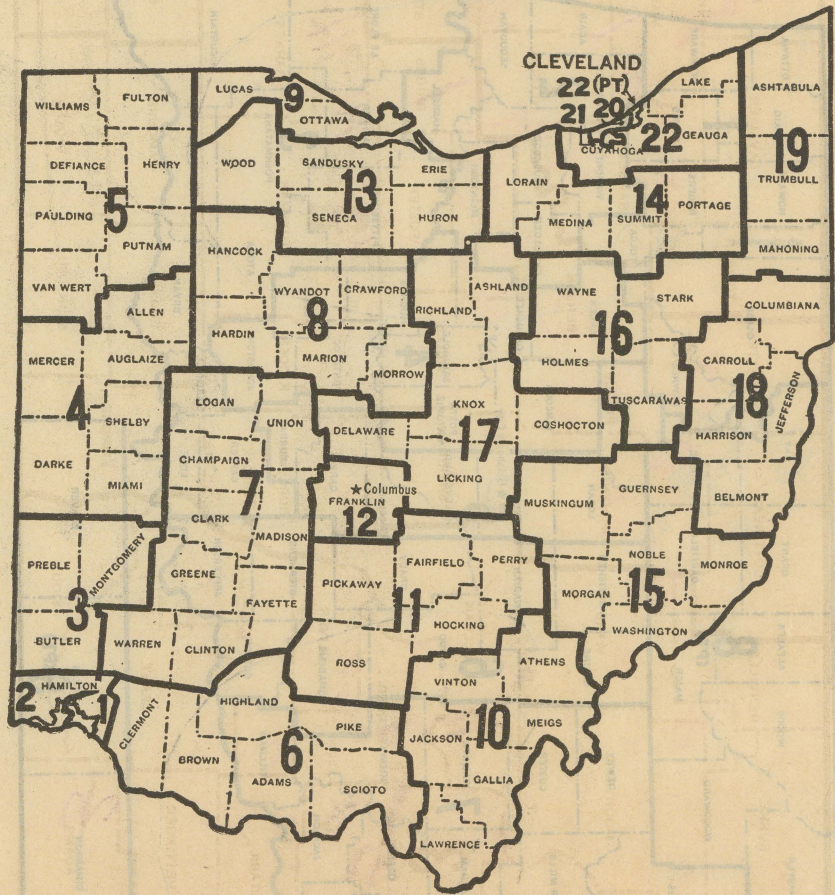 CLEVELAND
22 (PT)
21 20
22
CUYAHOGA
LAKE
GEAUGA
ASHTABULA
19
TRUMBULL
MAHONING
WILLIAMS
FULTON
LUCAS
9
OTTAWA
DEFIANCE
HENRY
WOOD
SANDUSKY
ERIE
13
SENECA
HURON
LORAIN
MEDINA
14
SUMMIT
PORTAGE
PAULDING
5
PUTNAM
VAN WERT
HANCOCK
ALLEN
WYANDOT
CRAWFORD
8
HARDIN
MARION
MORROW
RICHLAND
ASHLAND
WAYNE
STARK
16
HOLMES
TUSCARAWAS
COLUMBIANA
CARROLL
18
JEFFERSON
HARRISON
BELMONT
MERCER
AUGLAIZE
4
SHELBY
DARKE
MIAMI
LOGAN
UNION
CHAMPAIGN
7
CLARK
MADISON
GREENE
FAYETTE
DELAWARE
KNOX
17
LICKING
COSHOCTON
Columbus
FRANKLIN
12
MUSKINGUM
GUERNSEY
NOBLE
MONROE
MORGAN
15
WASHINGTON
PREBLE
MONTGOMERY
3
BUTLER
WARREN
CLINTON
PICKAWAY
FAIRFIELD
PERRY
11
HOCKING
ROSS
HAMILTON
2
1
CLERMONT
HIGHLAND
BROWN
ADAMS
6
PIKE
SCIOTO
VINTON
ATHENS
JACKSON
10
MEIGS
GALLIA
LAWRENCE